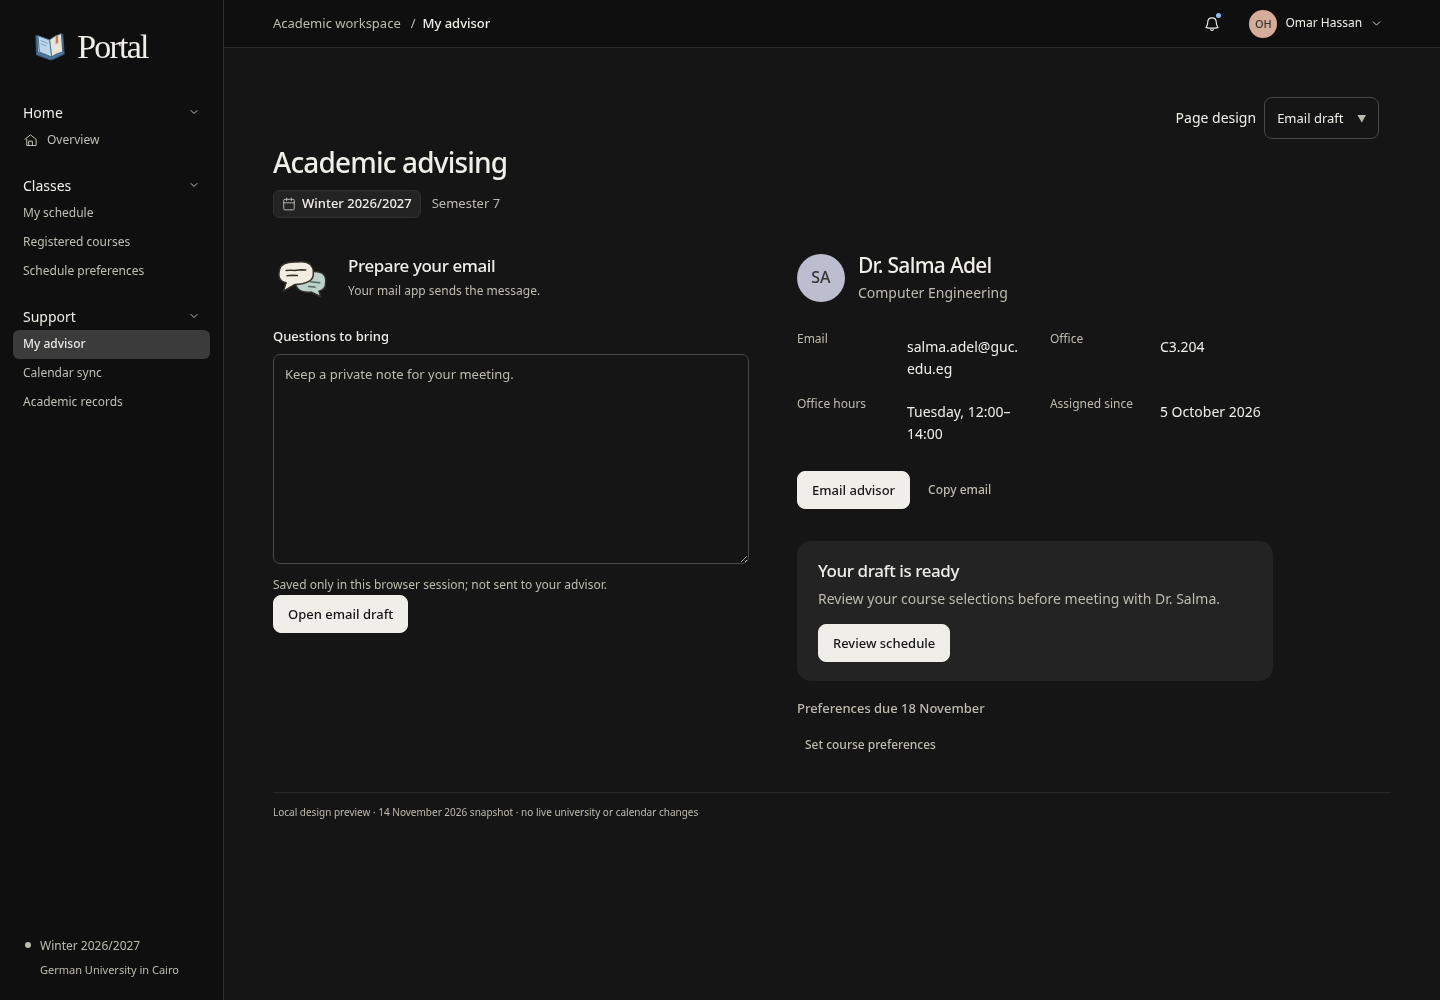 Portal
Home
Overview
Classes
My schedule
Registered courses
Schedule preferences
Support
My advisor
Calendar sync
Academic records
Winter 2026/2027
German University in Cairo
Academic workspace / My advisor
OH Omar Hassan
Page design Email draft
Academic advising
Winter 2026/2027 Semester 7
Prepare your email
Your mail app sends the message.
Questions to bring
Keep a private note for your meeting.
Saved only in this browser session; not sent to your advisor.
Open email draft
SA Dr. Salma Adel
Computer Engineering
Email
salma.adel@guc.
edu.eg
Office
C3.204
Office hours
Tuesday, 12:00–
14:00
Assigned since
5 October 2026
Email advisor Copy email
Your draft is ready
Review your course selections before meeting with Dr. Salma.
Review schedule
Preferences due 18 November
Set course preferences
Local design preview · 14 November 2026 snapshot · no live university or calendar changes